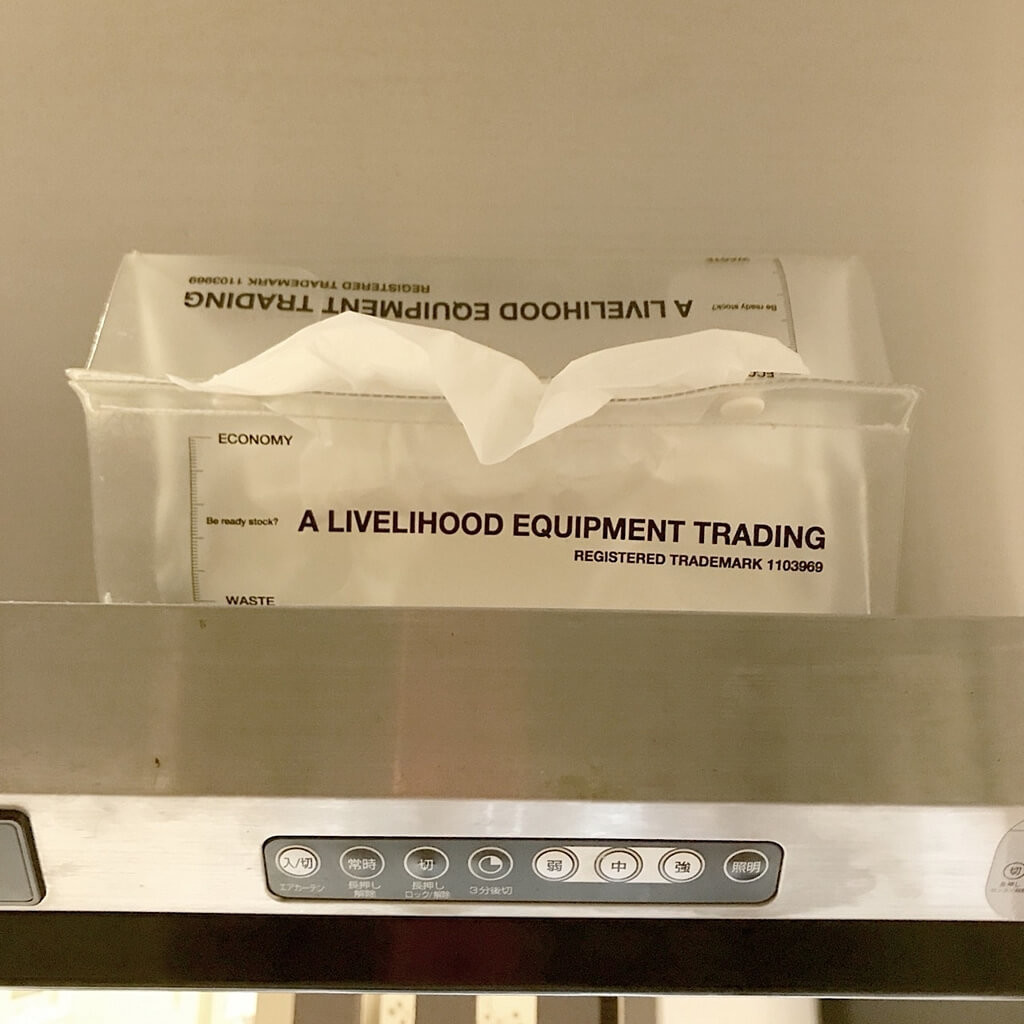 REGISTERED TRADEMARK 1103969
A LIVELIHOOD EQUIPMENT TRADING
WASTE
Be ready stock?
ECONOMY
Be ready stock?
A LIVELIHOOD EQUIPMENT TRADING
REGISTERED TRADEMARK 1103969
WASTE
入/切
常時
切
弱
中
強
照明
エアカーテン
長押し
解除
長押し
ロック/解除
3分後切
切